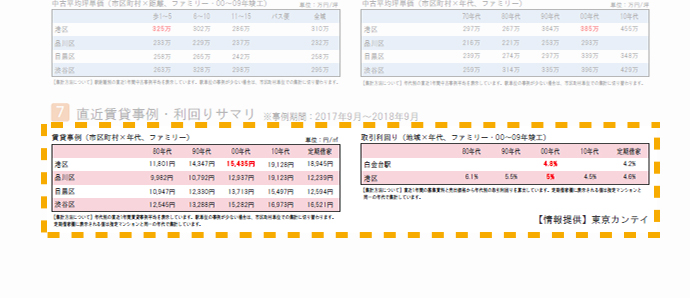 中古平均坪単価（市区町村×距離、ファミリー・00～09年竣工）
単位：万円/坪
歩1～5 6～10 11～15 バス便 全域
港区 325万 302万 286万 310万
品川区 233万 229万 237万 232万
目黒区 256万 265万 242万 258万
渋谷区 263万 328万 298万 295万
中古平均坪単価（市区町村×年代、ファミリー）
単位：万円/坪
70年代 80年代 90年代 00年代 10年代
港区 297万 267万 364万 385万 455万
品川区 216万 221万 253万 293万
目黒区 239万 274万 297万 339万 348万
渋谷区 258万 314万 335万 396万 429万
7 直近賃貸事例・利回りサマリ ※事例期間：2017年9月～2018年9月
賃貸事例（市区町村×年代、ファミリー）
単位：円/㎡
80年代 90年代 00年代 10年代 定期借家
港区 11,801円 14,347円 15,435円 19,128円 18,945円
品川区 9,982円 10,792円 12,937円 19,123円 12,239円
目黒区 10,947円 12,330円 13,713円 15,497円 12,594円
渋谷区 12,545円 13,288円 15,282円 16,973円 16,521円
取引利回り（地域×年代、ファミリー・00～09年竣工）
80年代 90年代 00年代 10年代 定期借家
白金台駅 4.8% 4.2%
港区 6.1% 5.5% 5% 4.5% 4.6%
【情報提供】東京カンテイ